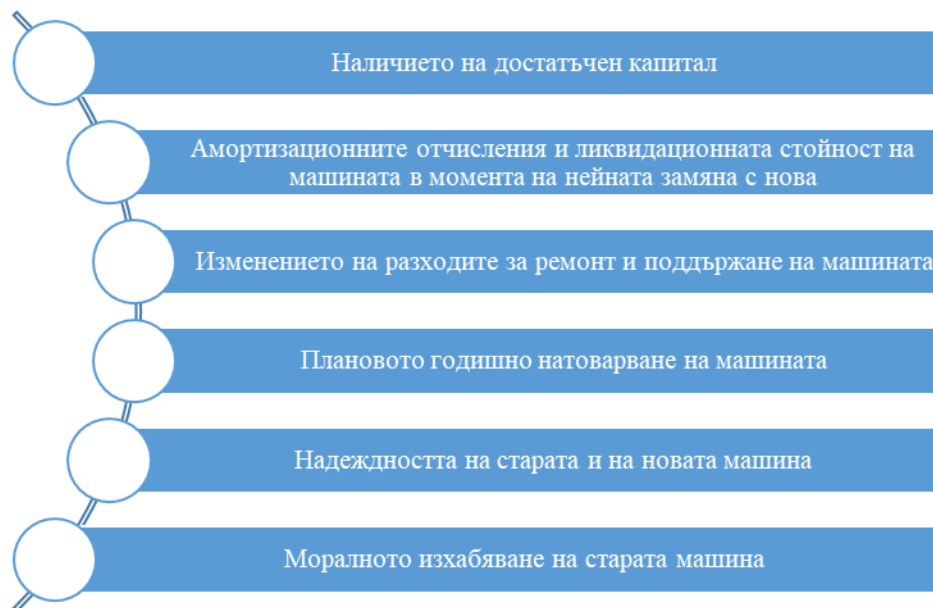 Наличието на достатъчен капитал
Амортизационните отчисления и ликвидационната стойност на
машината в момента на нейната замяна с нова
Изменението на разходите за ремонт и поддържане на машината
Плановото годишно натоварване на машината
Надеждността на старата и на новата машина
Моралното изхабяване на старата машина